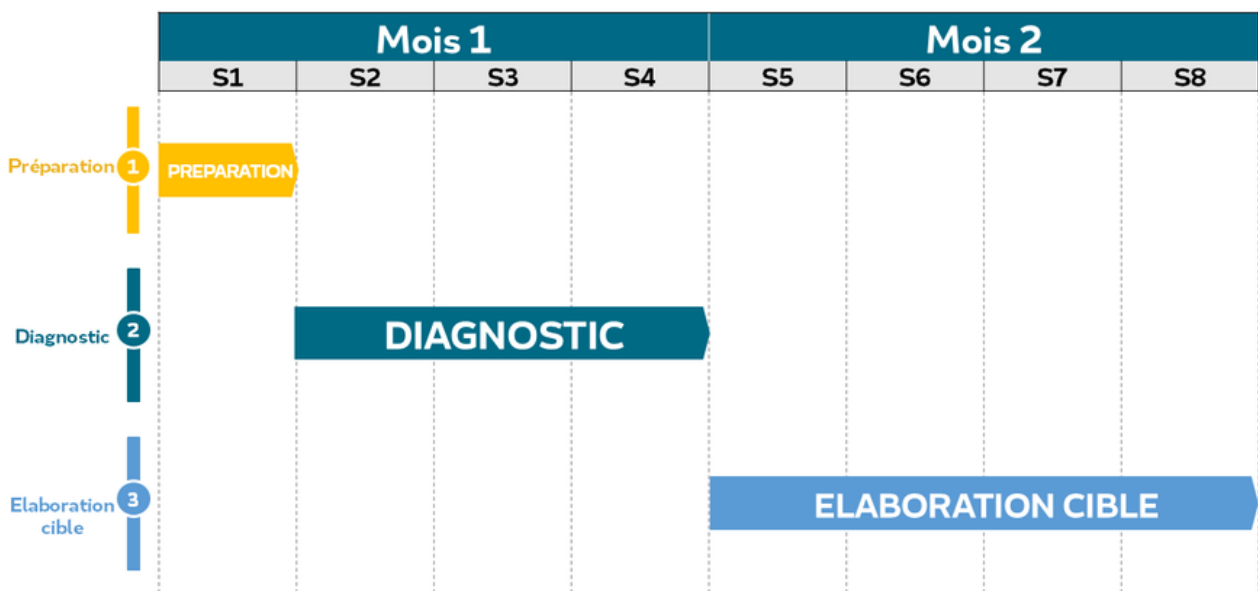 Mois 1 Mois 2
S1 S2 S3 S4 S5 S6 S7 S8
Préparation 1 PREPARATION
Diagnostic 2 DIAGNOSTIC
Elaboration
cible 3 ELABORATION CIBLE